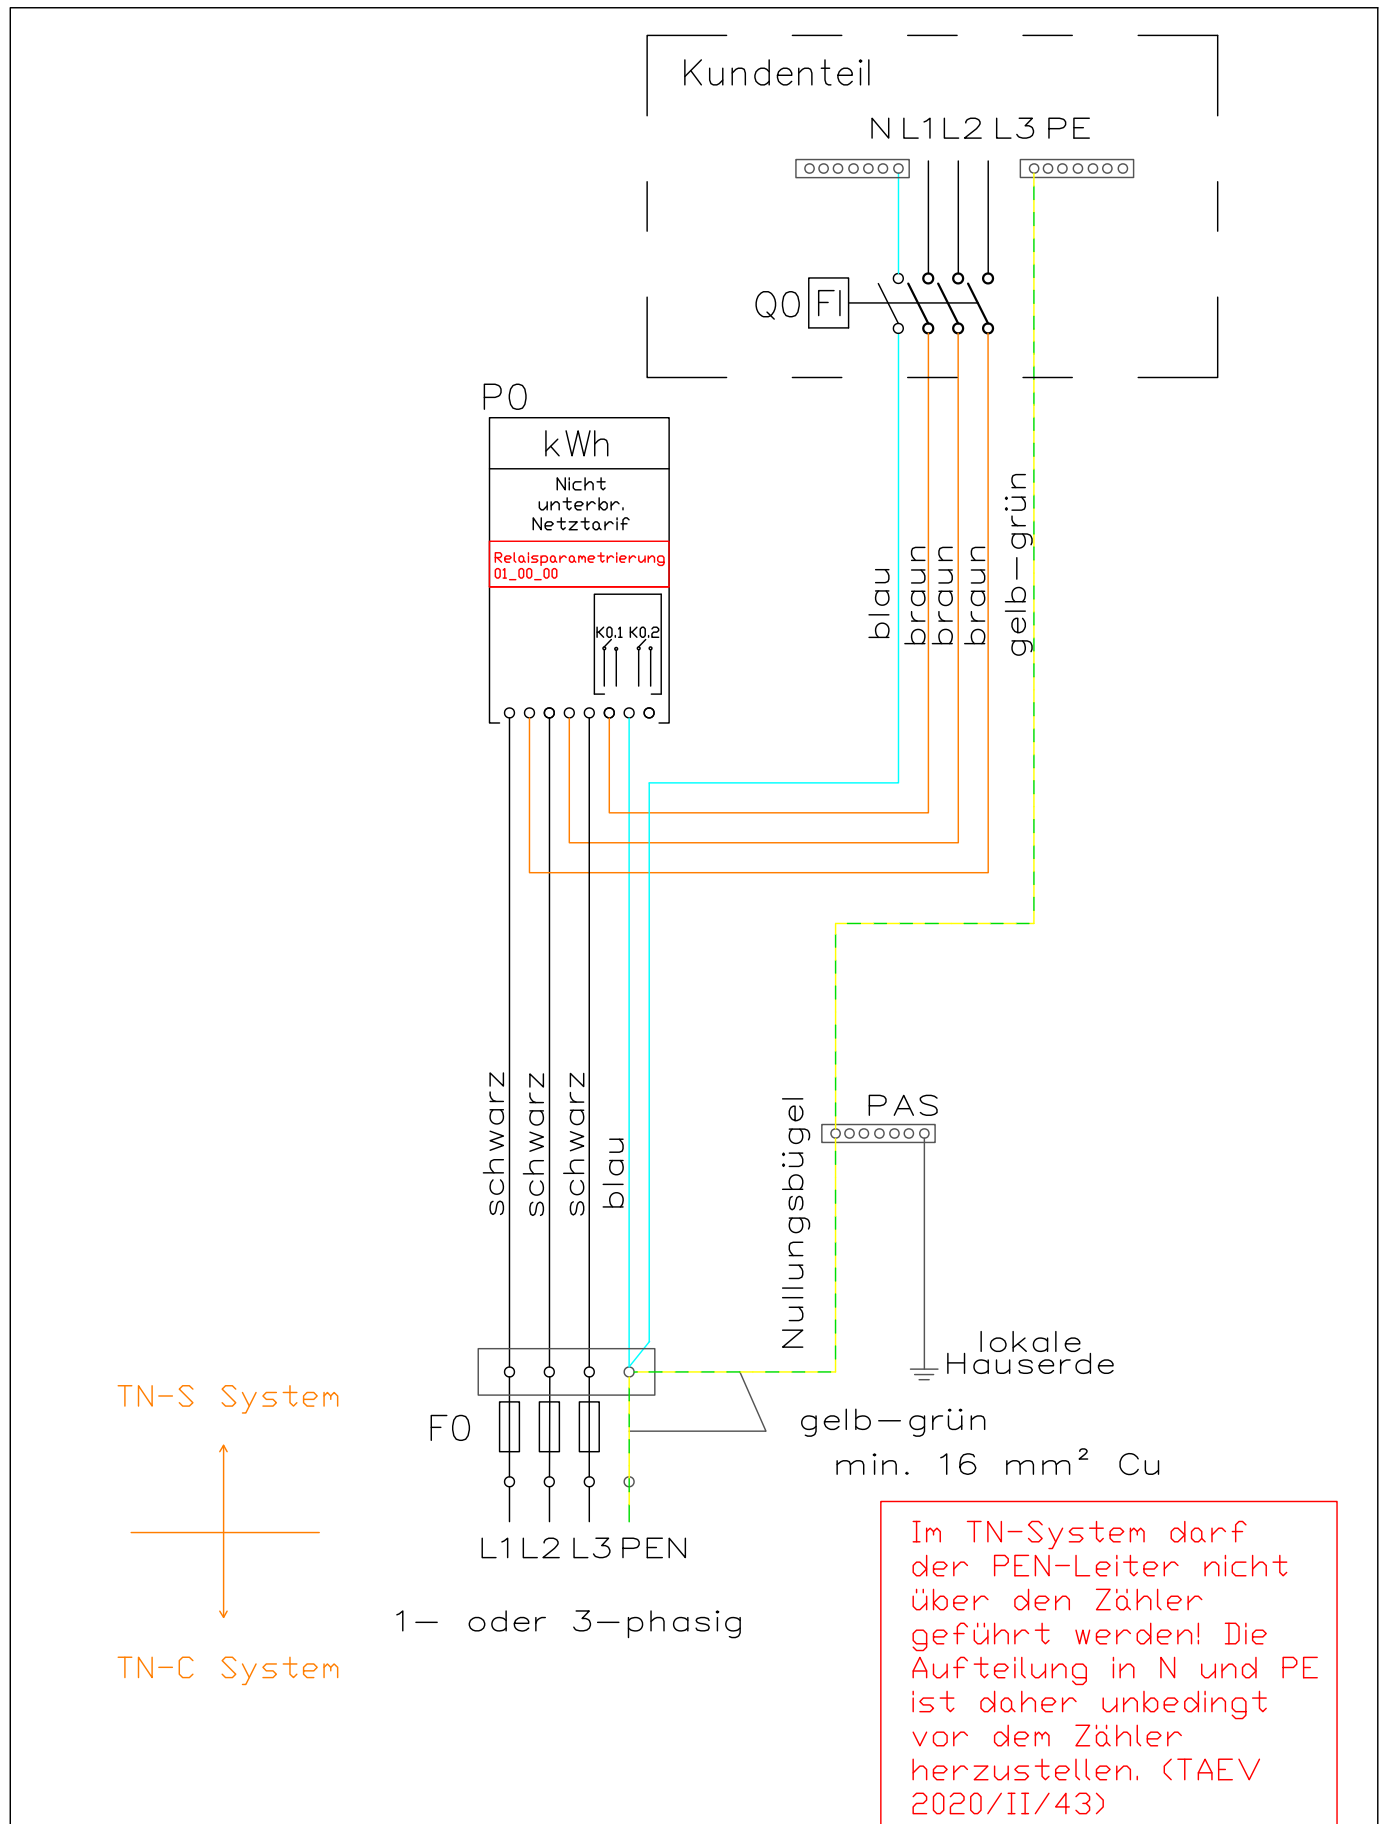 Kundenteil
N L1 L2 L3 PE
Q0 FI
P0
kWh
Nicht
unterbr.
Netztarif
Relaisparametrierung
01_00_00
K0.1 K0.2
blau
braun
braun
braun
gelb-grün
schwarz
schwarz
schwarz
blau
Nullungsbügel
PAS
lokale
Hauserde
TN-S System
F0
gelb-grün
min. 16 mm² Cu
L1 L2 L3 PEN
1- oder 3-phasig
TN-C System
Im TN-System darf
der PEN-Leiter nicht
über den Zähler
geführt werden! Die
Aufteilung in N und PE
ist daher unbedingt
vor dem Zähler
herzustellen. (TAEV
2020/II/43)